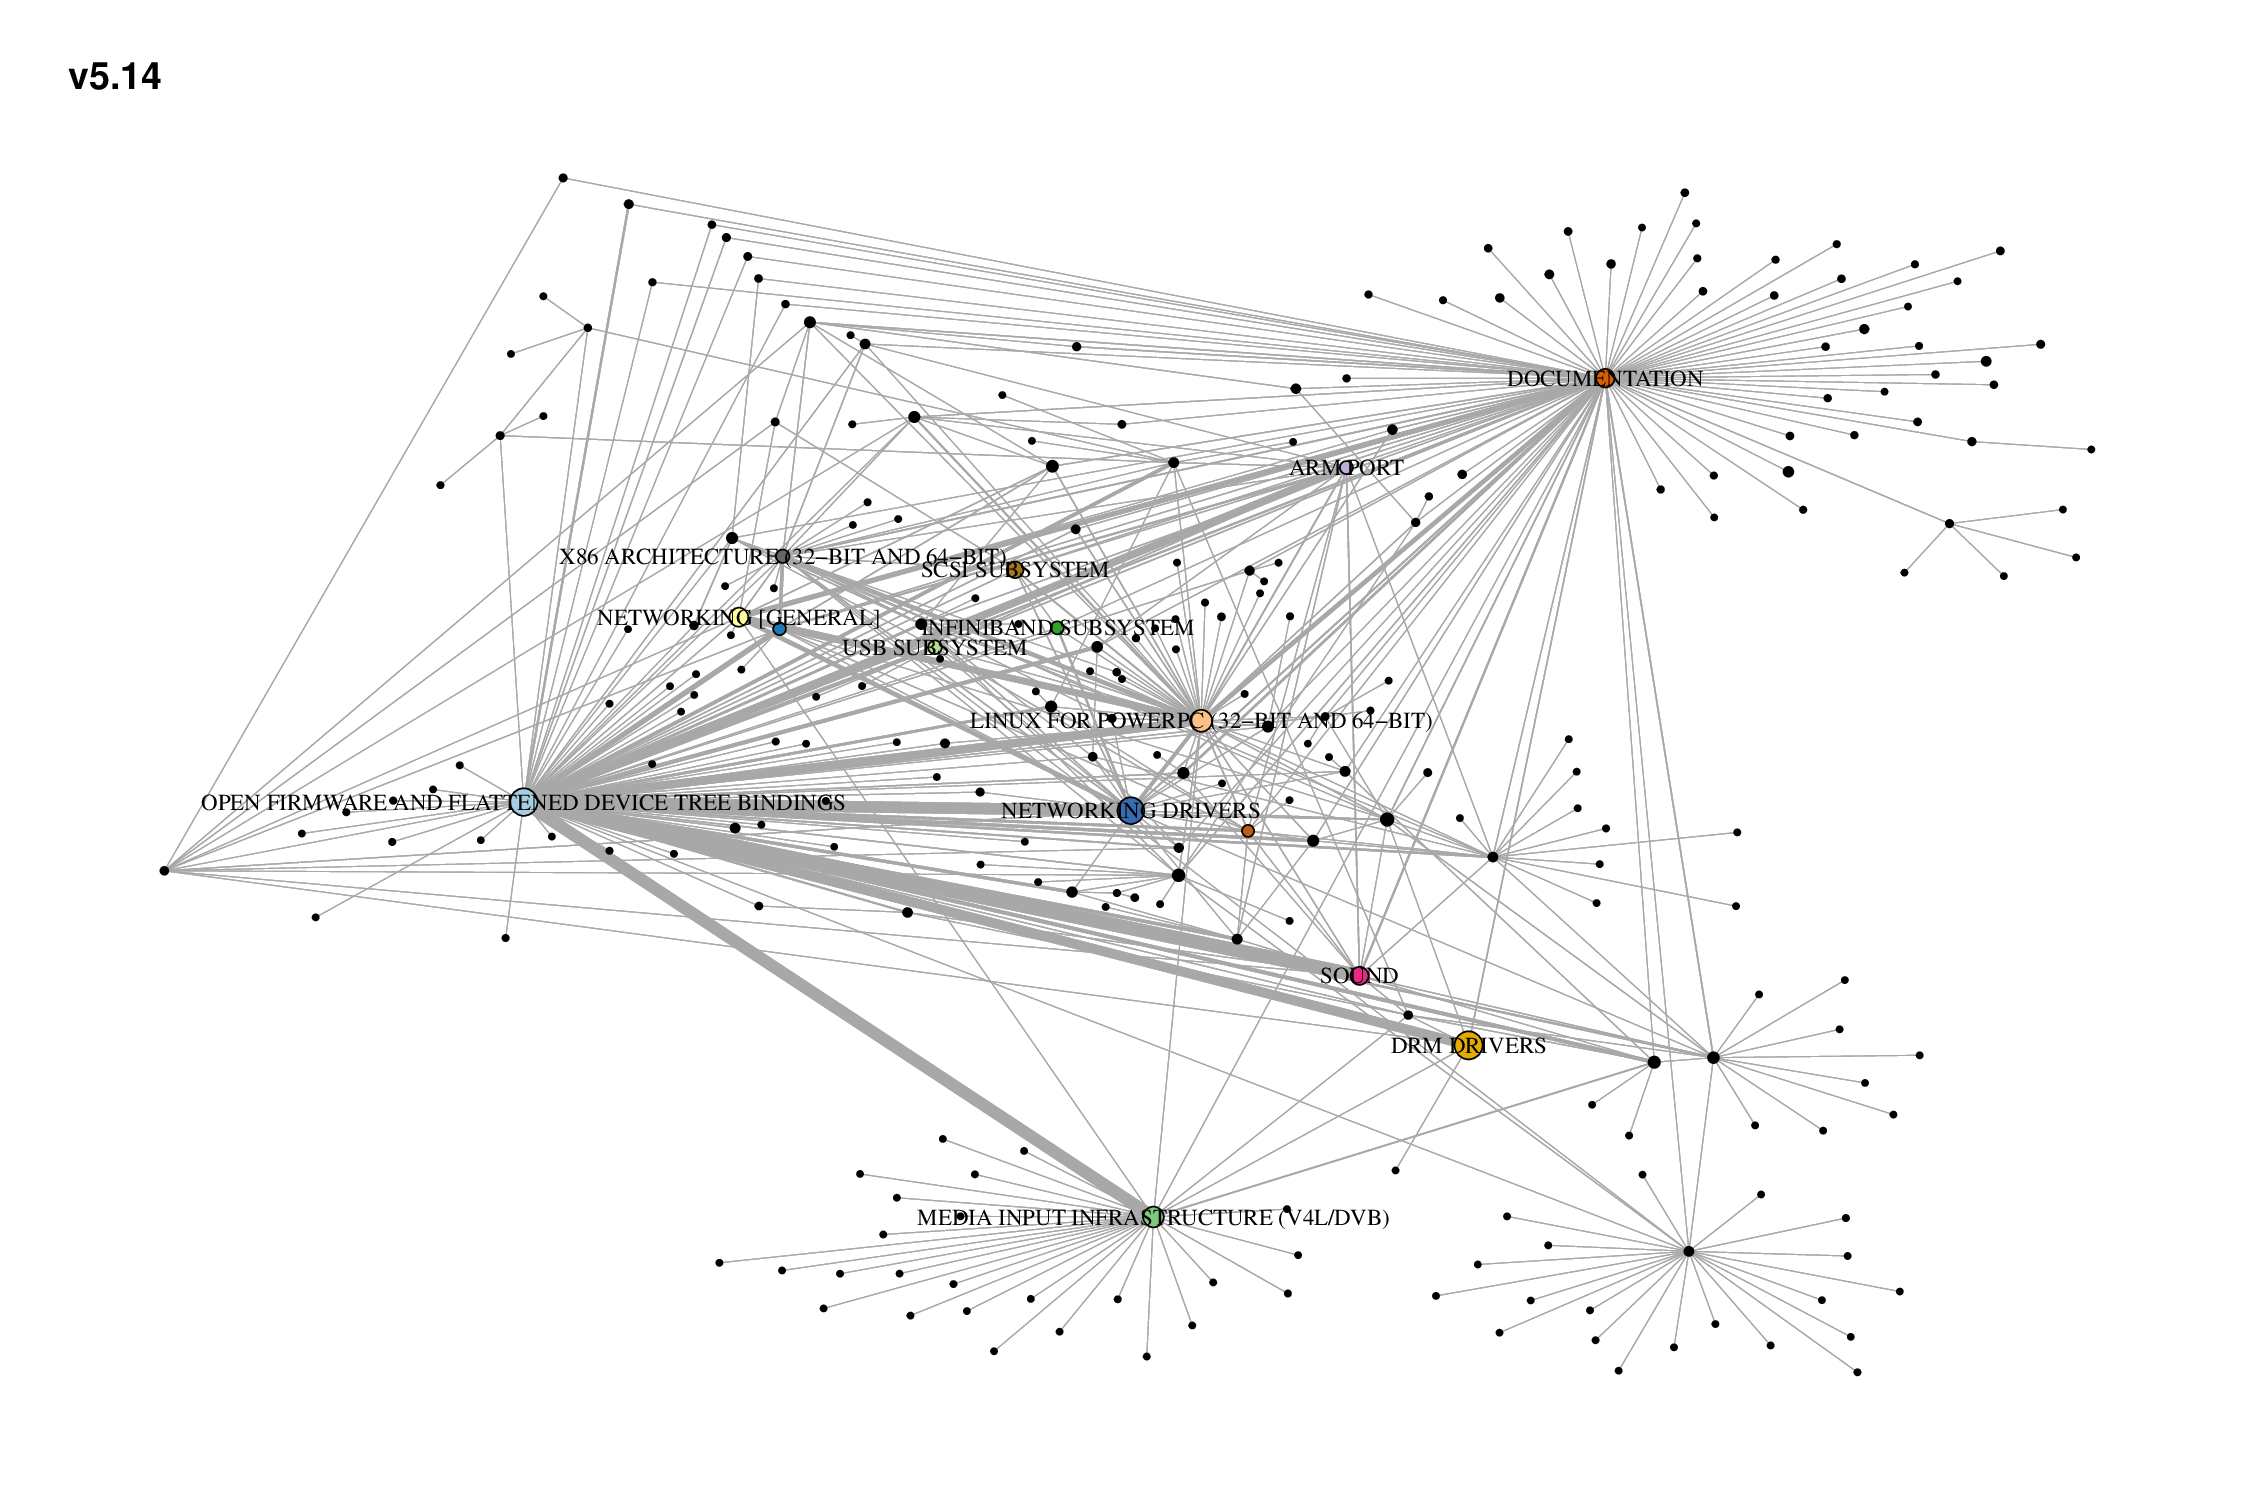 v5.14
DOCUMENTATION
ARM PORT
X86 ARCHITECTURE (32−BIT AND 64−BIT)
SCSI SUBSYSTEM
NETWORKING [GENERAL]
INFINIBAND SUBSYSTEM
USB SUBSYSTEM
LINUX FOR POWERPC (32−BIT AND 64−BIT)
OPEN FIRMWARE AND FLATTENED DEVICE TREE BINDINGS
NETWORKING DRIVERS
SOUND
DRM DRIVERS
MEDIA INPUT INFRASTRUCTURE (V4L/DVB)